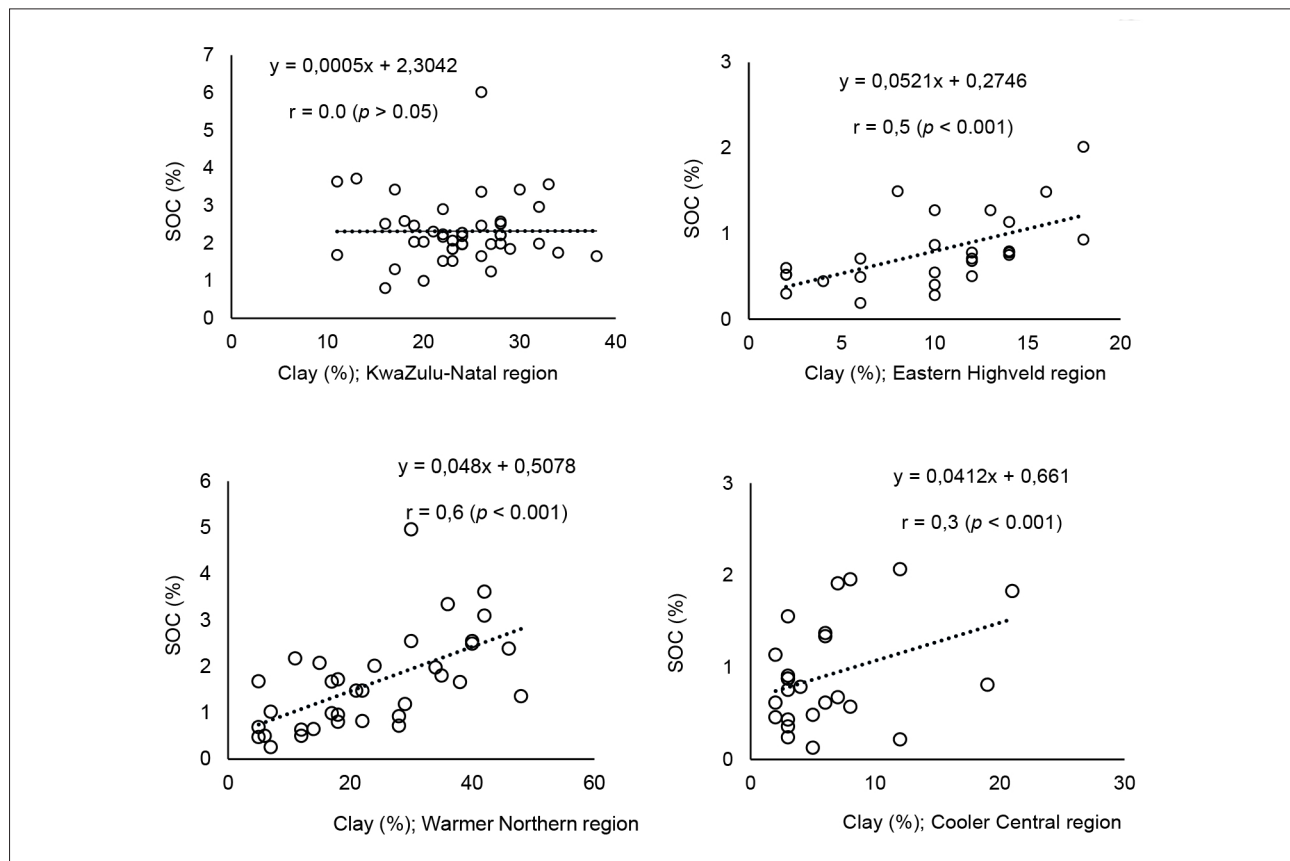 y = 0,0005x + 2,3042
r = 0.0 (p > 0.05)
SOC (%)
7
6
5
4
3
2
1
0
0 10 20 30 40
Clay (%); KwaZulu-Natal region
y = 0,0521x + 0,2746
r = 0,5 (p < 0.001)
SOC (%)
3
2
1
0
0 5 10 15 20
Clay (%); Eastern Highveld region
y = 0,048x + 0,5078
r = 0,6 (p < 0.001)
SOC (%)
6
5
4
3
2
1
0
0 20 40 60
Clay (%); Warmer Northern region
y = 0,0412x + 0,661
r = 0,3 (p < 0.001)
SOC (%)
3
2
1
0
0 10 20 30
Clay (%); Cooler Central region